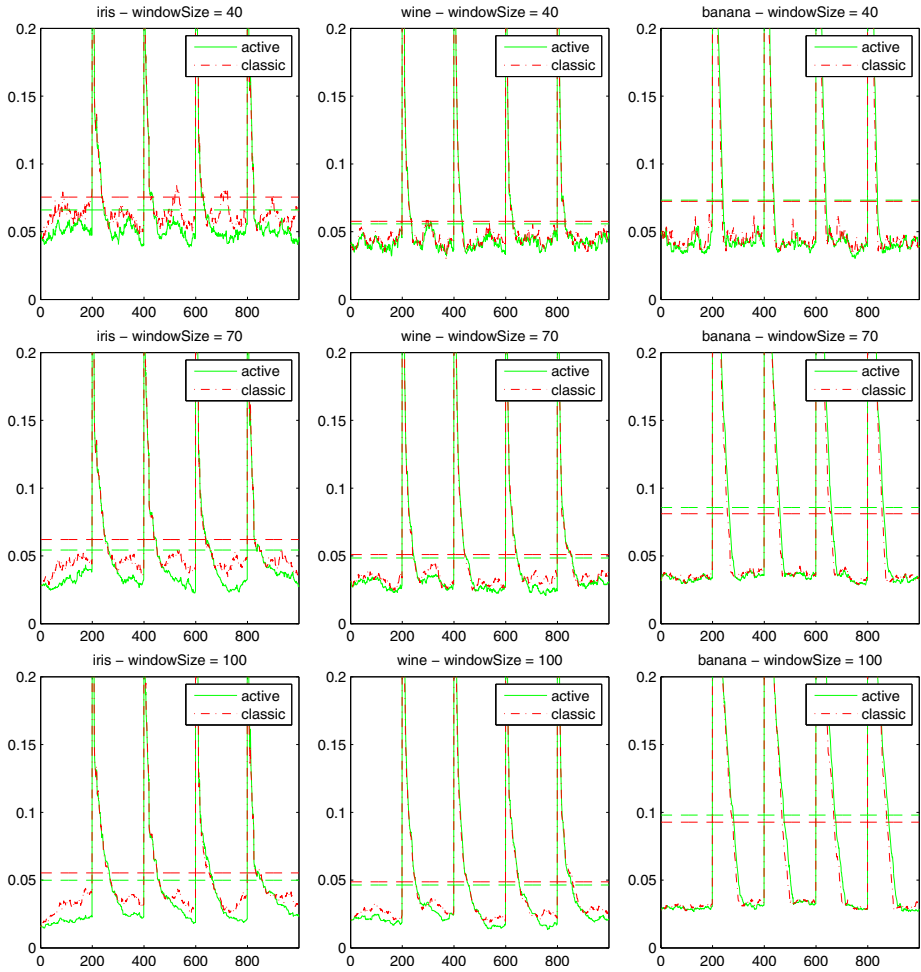 iris − windowSize = 40
0.2
0.15
0.1
0.05
0
0 200 400 600 800
active
classic
wine − windowSize = 40
0.2
0.15
0.1
0.05
0
0 200 400 600 800
active
classic
banana − windowSize = 40
0.2
0.15
0.1
0.05
0
0 200 400 600 800
active
classic
iris − windowSize = 70
0.2
0.15
0.1
0.05
0
0 200 400 600 800
active
classic
wine − windowSize = 70
0.2
0.15
0.1
0.05
0
0 200 400 600 800
active
classic
banana − windowSize = 70
0.2
0.15
0.1
0.05
0
0 200 400 600 800
active
classic
iris − windowSize = 100
0.2
0.15
0.1
0.05
0
0 200 400 600 800
active
classic
wine − windowSize = 100
0.2
0.15
0.1
0.05
0
0 200 400 600 800
active
classic
banana − windowSize = 100
0.2
0.15
0.1
0.05
0
0 200 400 600 800
active
classic